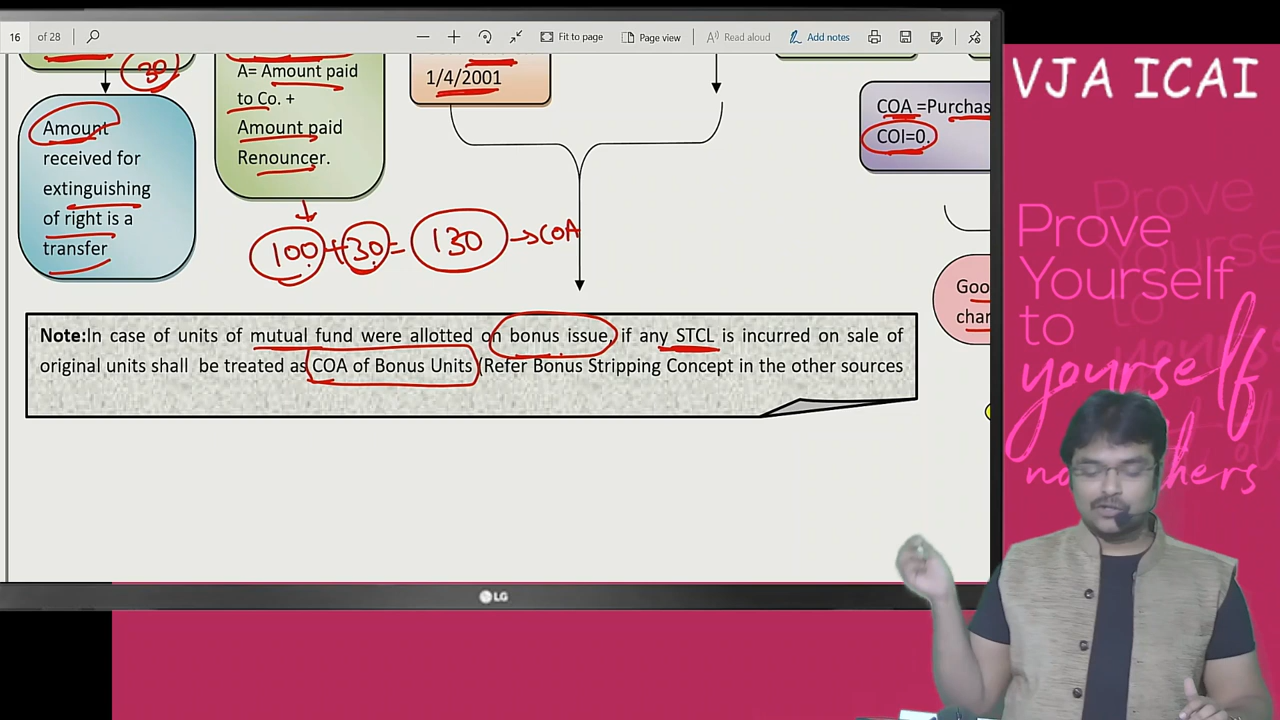 16 of 28
Fit to page
Page view
Read aloud
Add notes
30
Amount
received for
extinguishing
of right is a
transfer
A= Amount paid
to Co. +
Amount paid
Renouncer.
100 + 30 = 130 → COA
1/4/2001
COA =Purchas
COI=0.
Goo
char
Note:In case of units of mutual fund were allotted on bonus issue, if any STCL is incurred on sale of
original units shall be treated as COA of Bonus Units (Refer Bonus Stripping Concept in the other sources
LG
VJA ICAI
Prove
Yourself
to
yourself